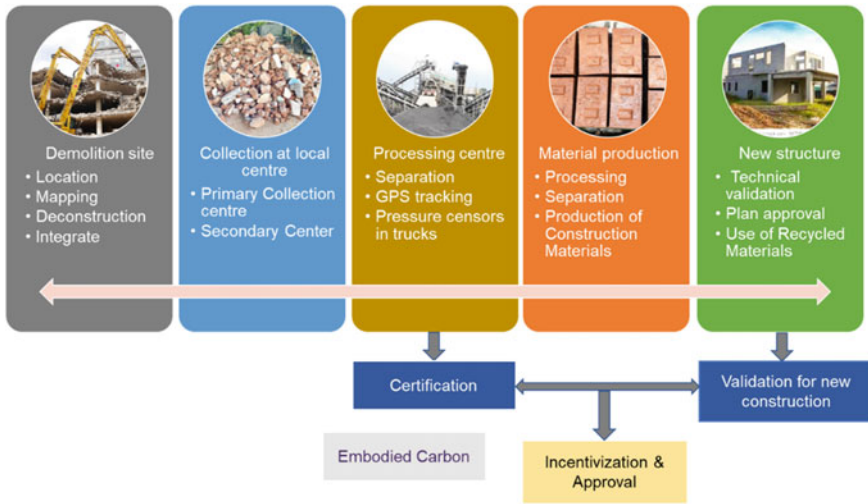 Demolition site
• Location
• Mapping
• Deconstruction
• Integrate
Collection at local
centre
• Primary Collection
centre
• Secondary Center
Processing centre
• Separation
• GPS tracking
• Pressure censors
in trucks
Material production
• Processing
• Separation
• Production of
Construction
Materials
New structure
• Technical
validation
• Plan approval
• Use of Recycled
Materials
Certification
Validation for new
construction
Embodied Carbon
Incentivization &
Approval